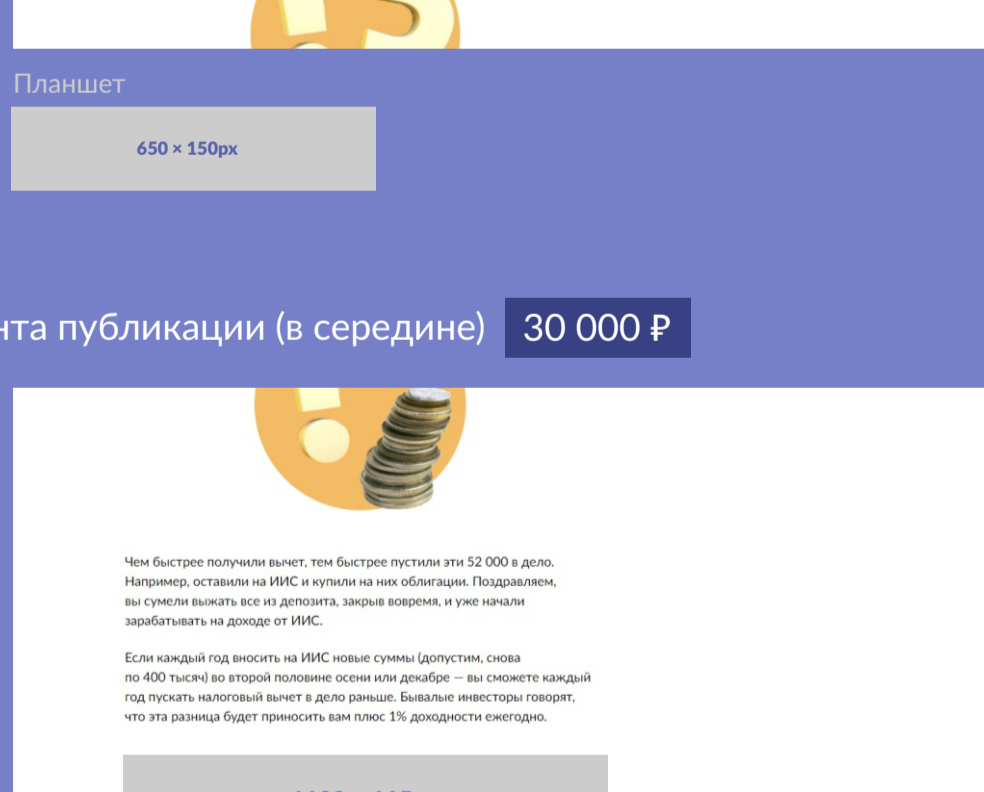 Планшет
650 × 150px
публикации (в середине) 30 000 ₽
Чем быстрее получили вычет, тем быстрее пустили эти 52 000 в дело.
Например, оставили на ИИС и купили на них облигации. Поздравляем,
вы сумели выжать все из депозита, закрыв вовремя, и уже начали
зарабатывать на доходе от ИИС.
Если каждый год вносить на ИИС новые суммы (допустим, снова
по 400 тысяч) во второй половине осени или декабре — вы сможете каждый
год пускать налоговый вычет в дело раньше. Бывалые инвесторы говорят,
что эта разница будет приносить вам плюс 1% доходности ежегодно.